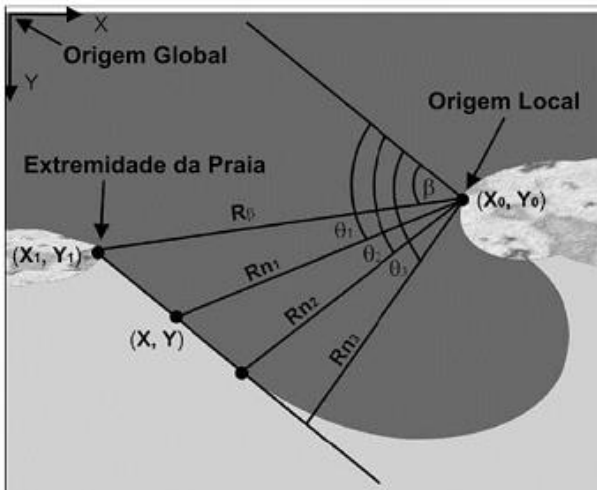 X
Origem Global
Y
Origem Local
Extremidade da Praia
β
(X₀, Y₀)
Rβ
θ₁
(X₁, Y₁)
θ₂
θ₃
Rn₁
Rn₂
(X, Y)
Rn₃